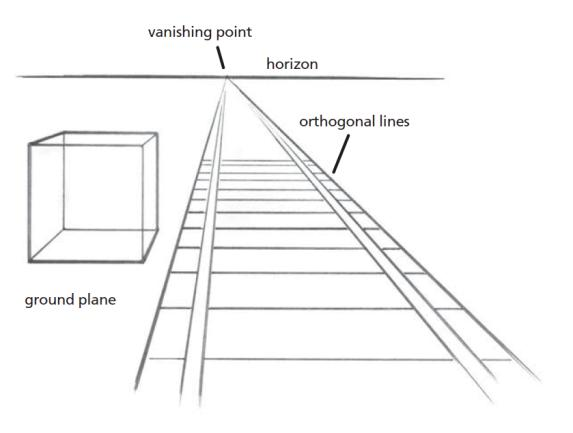 vanishing point
horizon
orthogonal lines
ground plane